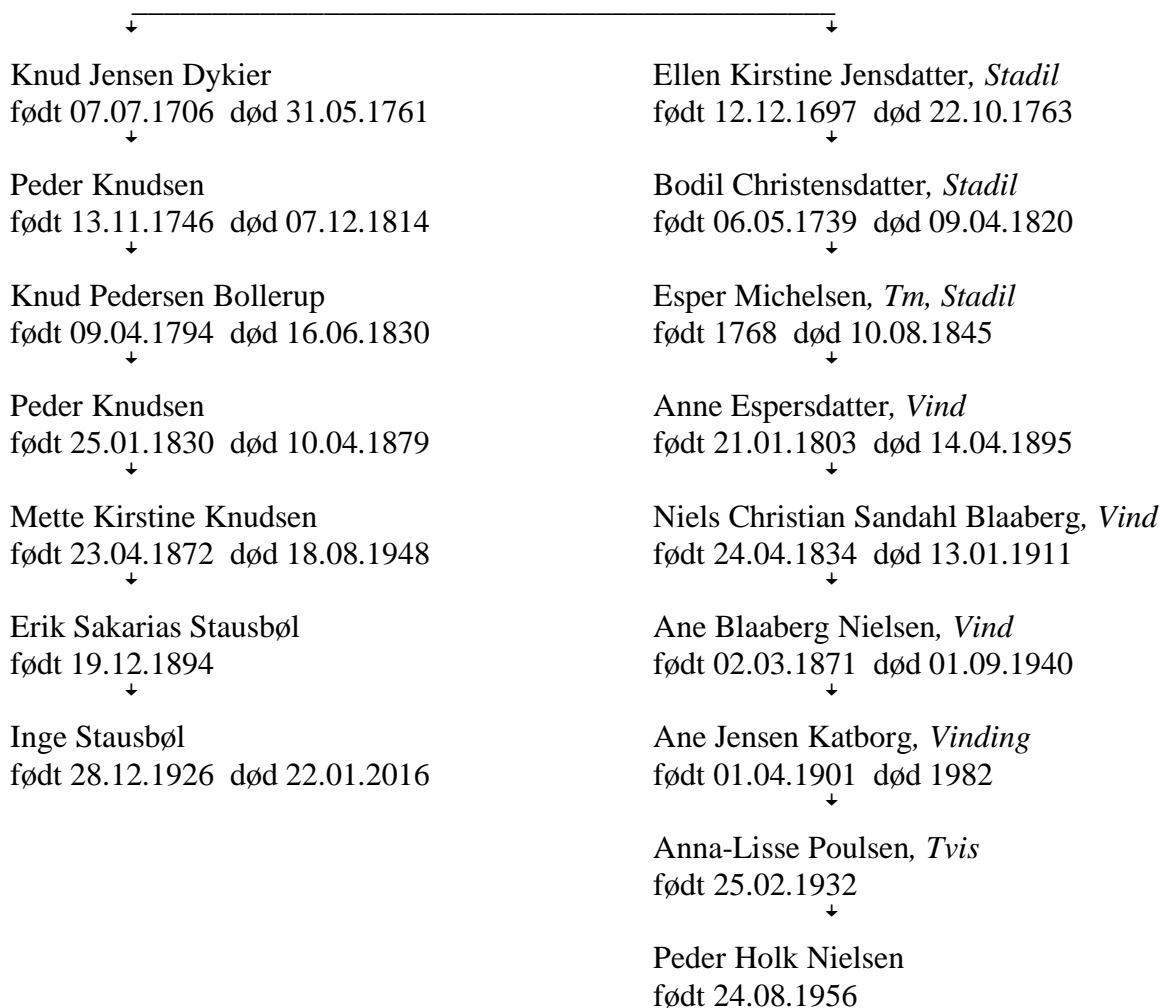 Knud Jensen Dykier
født 07.07.1706 død 31.05.1761
Peder Knudsen
født 13.11.1746 død 07.12.1814
Knud Pedersen Bollerup
født 09.04.1794 død 16.06.1830
Peder Knudsen
født 25.01.1830 død 10.04.1879
Mette Kirstine Knudsen
født 23.04.1872 død 18.08.1948
Erik Sakarias Stausbøl
født 19.12.1894
Inge Stausbøl
født 28.12.1926 død 22.01.2016
Ellen Kirstine Jensdatter, Stadil
født 12.12.1697 død 22.10.1763
Bodil Christensdatter, Stadil
født 06.05.1739 død 09.04.1820
Esper Michelsen, Tm, Stadil
født 1768 død 10.08.1845
Anne Espersdatter, Vind
født 21.01.1803 død 14.04.1895
Niels Christian Sandahl Blaaberg, Vind
født 24.04.1834 død 13.01.1911
Ane Blaaberg Nielsen, Vind
født 02.03.1871 død 01.09.1940
Ane Jensen Katborg, Vinding
født 01.04.1901 død 1982
Anna-Lisse Poulsen, Tvis
født 25.02.1932
Peder Holk Nielsen
født 24.08.1956